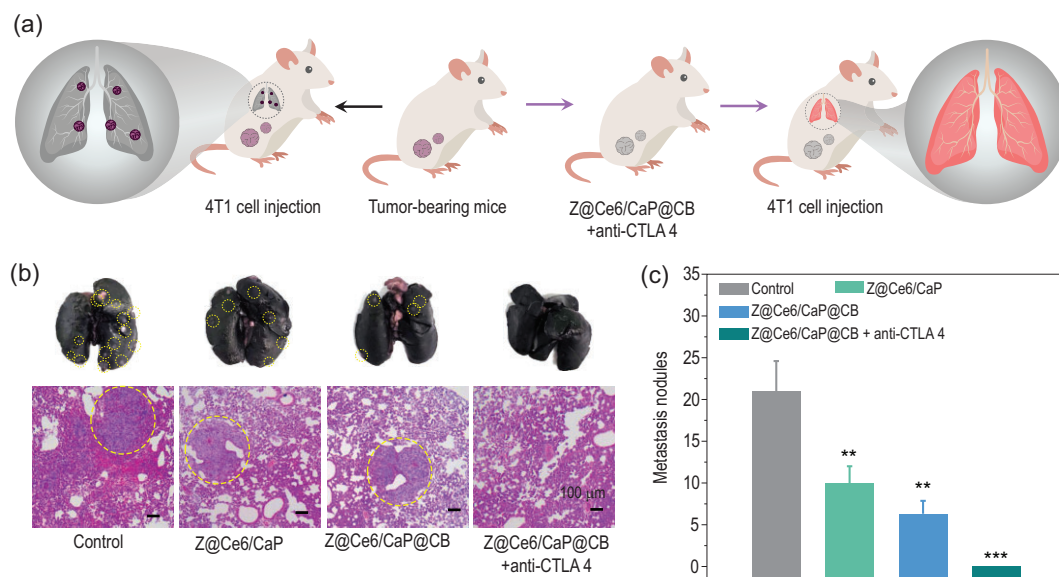 (a)
4T1 cell injection
Tumor-bearing mice
Z@Ce6/CaP@CB
+anti-CTLA 4
4T1 cell injection
(b)
100 µm
Control
Z@Ce6/CaP
Z@Ce6/CaP@CB
Z@Ce6/CaP@CB
+anti-CTLA 4
(c)
Metastasis nodules
35
30
25
20
15
10
5
0
Control
Z@Ce6/CaP
Z@Ce6/CaP@CB
Z@Ce6/CaP@CB + anti-CTLA 4
**
**
***